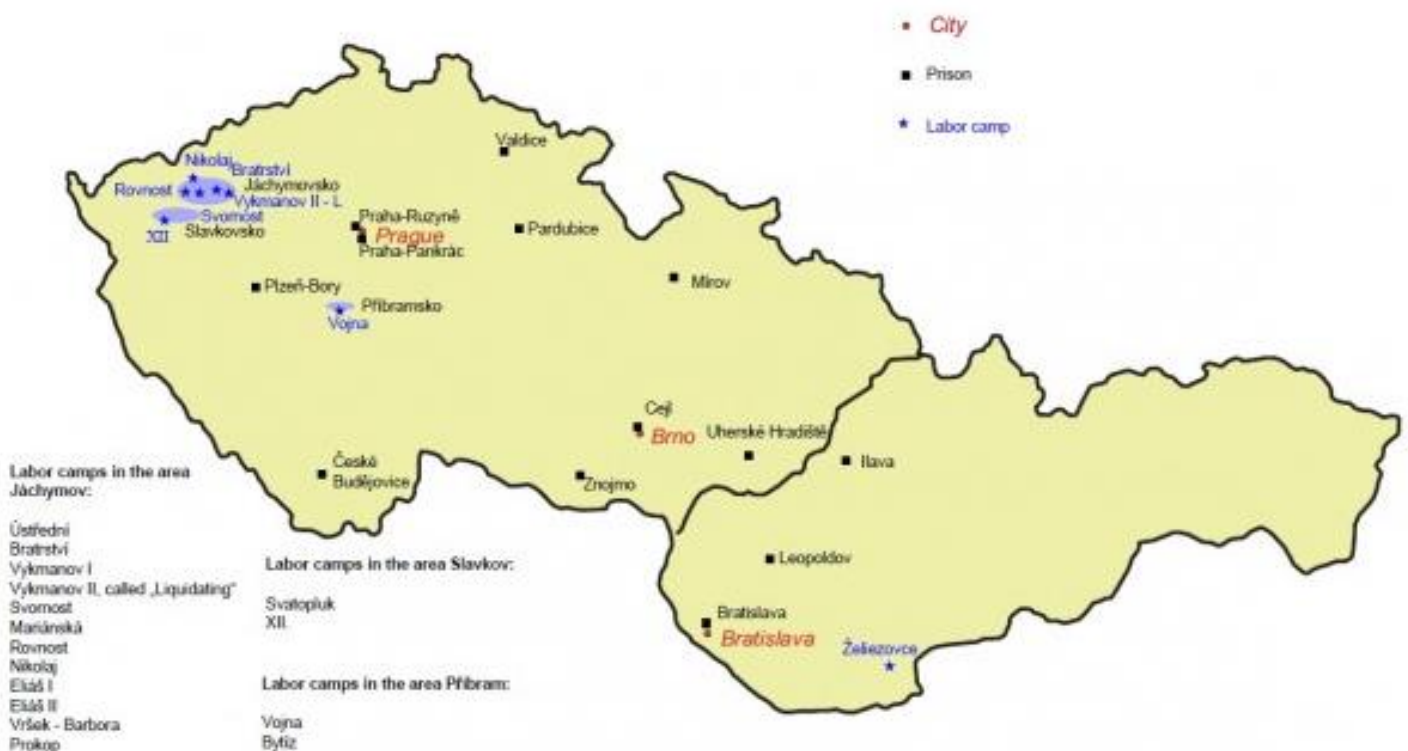 City
Prison
Labor camp
Valdice
Nikolaj
Bratrství
Rovnost
Jáchymovsko
Vykmanov II - L
Svornost
XII
Slavkovsko
Praha-Ruzyně
Prague
Praha-Pankrác
Pardubice
Plzeň-Bory
Mírov
Příbramsko
Vojna
Cejl
Brno
Uherské Hradiště
Ilava
České
Budějovice
Znojmo
Leopoldov
Bratislava
Bratislava
Želiezovce
Labor camps in the area
Jáchymov:
Ústřední
Bratrství
Vykmanov I
Vykmanov II, called „Liquidating“
Svornost
Mariánská
Rovnost
Nikolaj
Eliáš I
Eliáš II
Vršek - Barbora
Prokop
Labor camps in the area Slavkov:
Svatopluk
XII.
Labor camps in the area Příbram:
Vojna
Bytíz